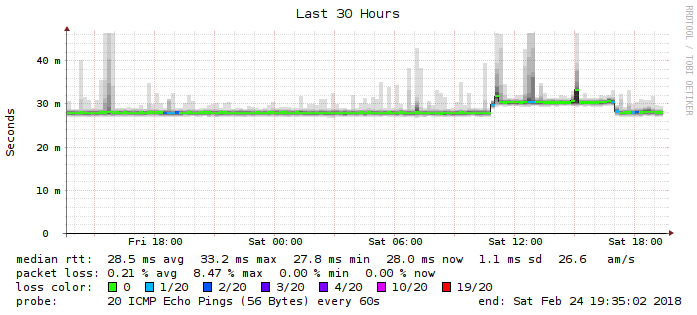 Last 30 Hours
RRDTOOL / TOBI OETIKER
Seconds
40 m
30 m
20 m
10 m
0
Fri 18:00 Sat 00:00 Sat 06:00 Sat 12:00 Sat 18:00
median rtt: 28.5 ms avg 33.2 ms max 27.8 ms min 28.0 ms now 1.1 ms sd 26.6 am/s
packet loss: 0.21 % avg 8.47 % max 0.00 % min 0.00 % now
loss color: 0 1/20 2/20 3/20 4/20 10/20 19/20
probe: 20 ICMP Echo Pings (56 Bytes) every 60s end: Sat Feb 24 19:35:02 2018